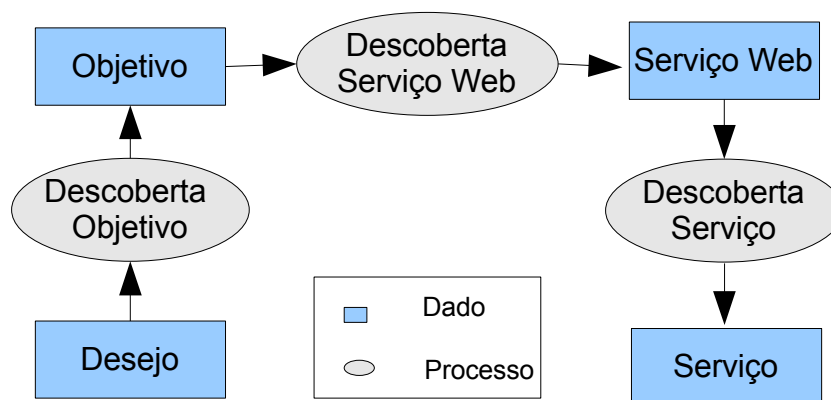 Objetivo
Descoberta
Serviço Web
Serviço Web
Descoberta
Objetivo
Descoberta
Serviço
Desejo
Dado
Processo
Serviço